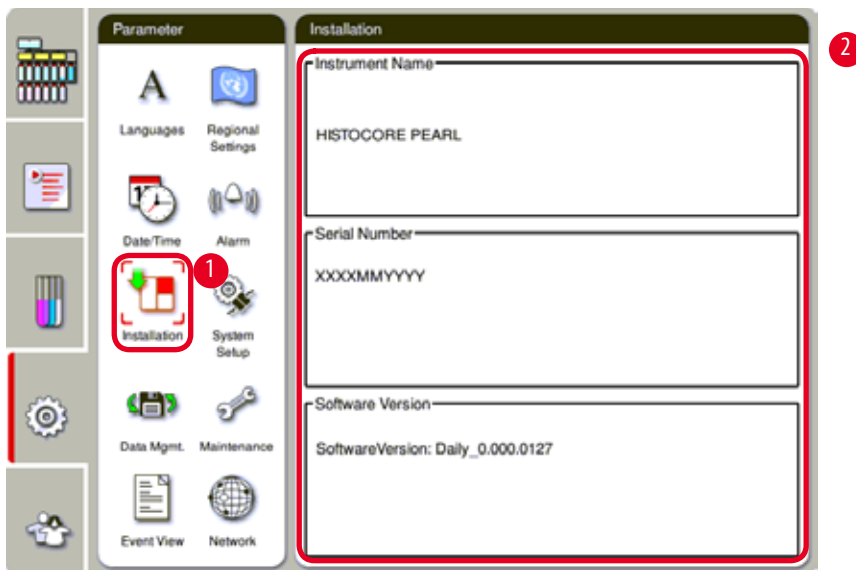 Parameter
Languages
Regional
Settings
Date/Time
Alarm
Installation
System
Setup
Data Mgmt.
Maintenance
Event View
Network
Installation
Instrument Name
HISTOCORE PEARL
Serial Number
XXXXMMYYYY
Software Version
SoftwareVersion: Daily_0.000.0127
1
2